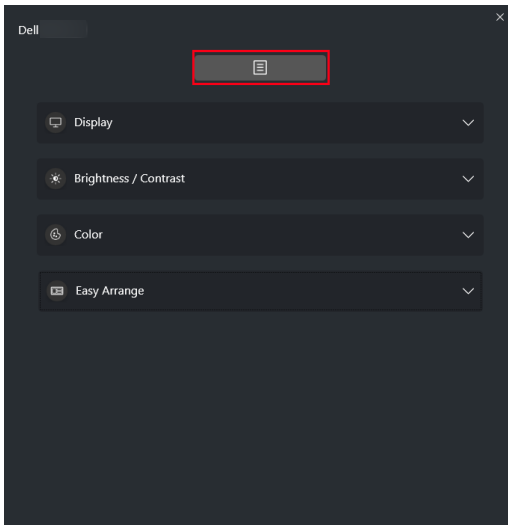 Dell
Display
Brightness / Contrast
Color
Easy Arrange